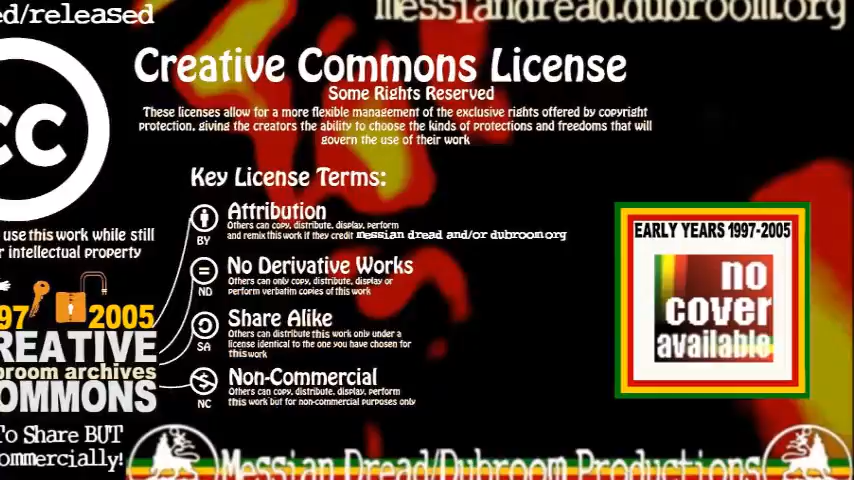 ed/released
messiandread.dubroom.org
Creative Commons License
Some Rights Reserved
These licenses allow for a more flexible management of the exclusive rights offered by copyright
protection, giving the creators the ability to choose the kinds of protections and freedoms that will
govern the use of their work
cc
Key License Terms:
Attribution
Others can copy, distribute, display, perform
and remix this work if they credit messian dread and/or dubroom.org
BY
No Derivative Works
Others can only copy, distribute, display or
perform verbatim copies of this work
ND
Share Alike
Others can distribute this work only under a
license identical to the one you have chosen for
this work
SA
Non-Commercial
Others can copy, distribute, display, perform
this work but for non-commercial purposes only
NC
use this work while still
r intellectual property
97 2005
REATIVE
broom archives
OMMONS
To Share BUT
ommercially!
EARLY YEARS 1997-2005
no
cover
available
Messian Dread/Dubroom Productions